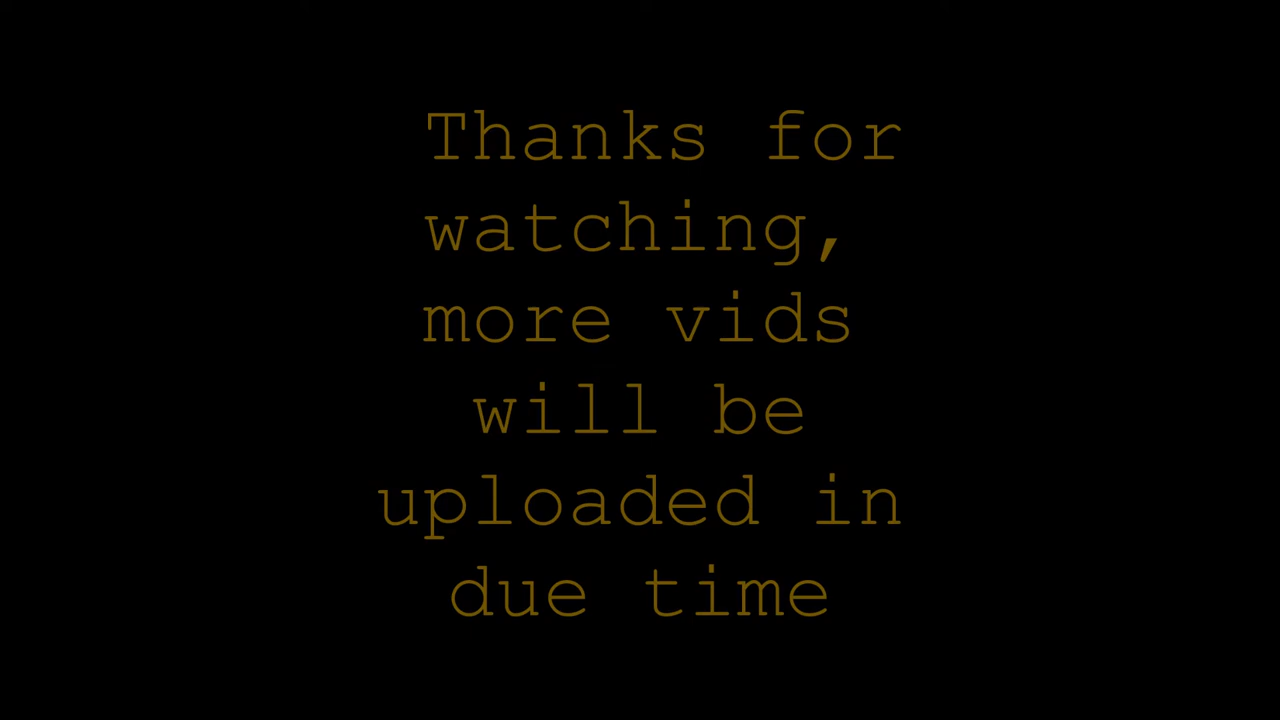 Thanks for
watching,
more vids
will be
uploaded in
due time